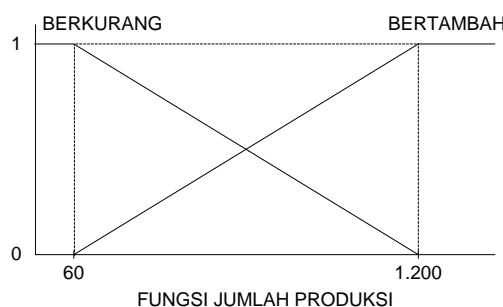 BERKURANG BERTAMBAH
1
0
60 1.200
FUNGSI JUMLAH PRODUKSI